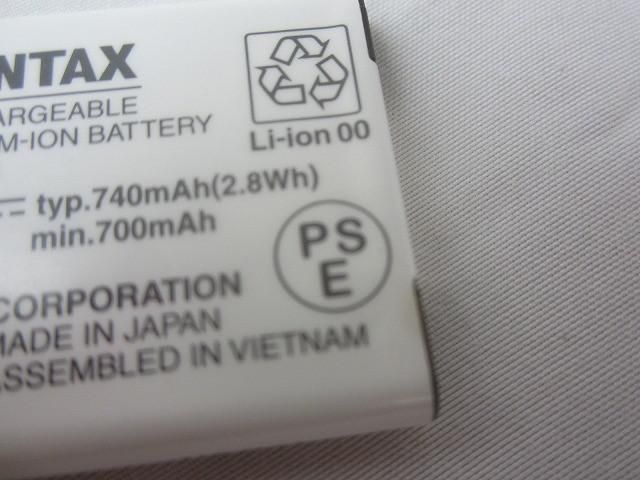 NTAX
ARGEABLE
M-ION BATTERY
Li-ion 00
typ.740mAh(2.8Wh)
min.700mAh
PS
E
CORPORATION
MADE IN JAPAN
ASSEMBLED IN VIETNAM